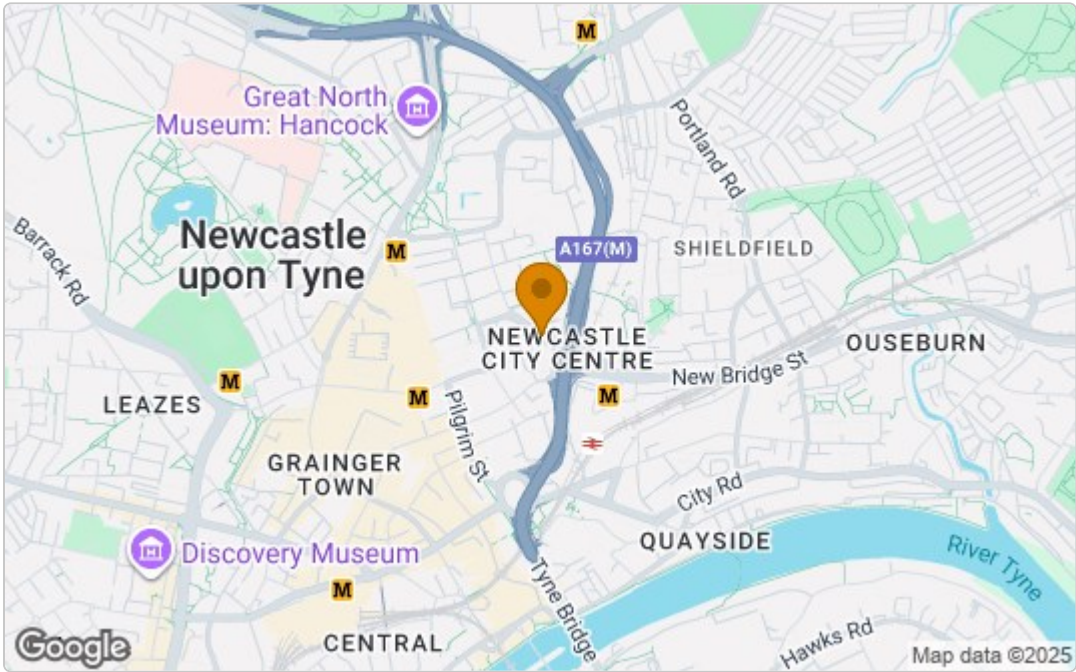 M
Great North
Museum: Hancock
Portland Rd
Barrack Rd
Newcastle
upon Tyne
M
A167(M)
SHIELDFIELD
NEWCASTLE
CITY CENTRE
OUSEBURN
New Bridge St
M
M
M
LEAZES
Pilgrim St
GRAINGER
TOWN
City Rd
QUAYSIDE
Discovery Museum
River Tyne
M
Tyne Bridge
CENTRAL
Hawks Rd
Google
Map data ©2025